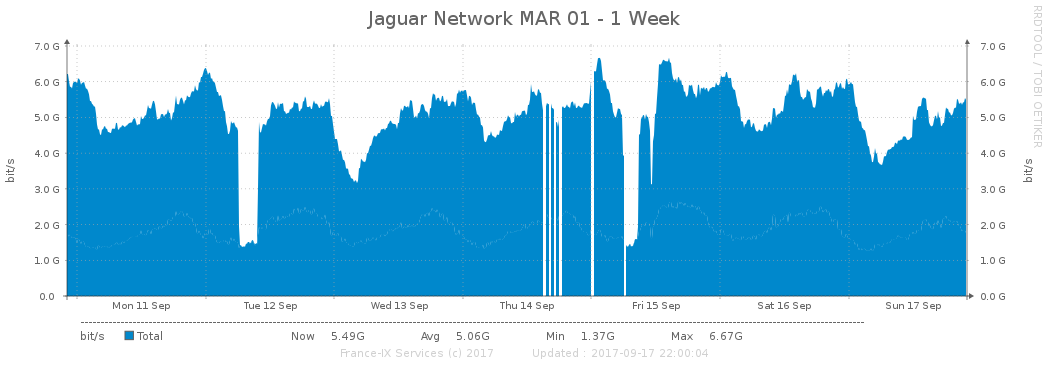 Jaguar Network MAR 01 - 1 Week
RRDTOOL / TOBI OETIKER
7.0 G 7.0 G
6.0 G 6.0 G
5.0 G 5.0 G
4.0 G 4.0 G
3.0 G 3.0 G
2.0 G 2.0 G
1.0 G 1.0 G
0.0 0.0 G
bit/s
bit/s
Mon 11 Sep Tue 12 Sep Wed 13 Sep Thu 14 Sep Fri 15 Sep Sat 16 Sep Sun 17 Sep
bit/s Total Now 5.49G Avg 5.06G Min 1.37G Max 6.67G
France-IX Services (c) 2017 Updated : 2017-09-17 22:00:04